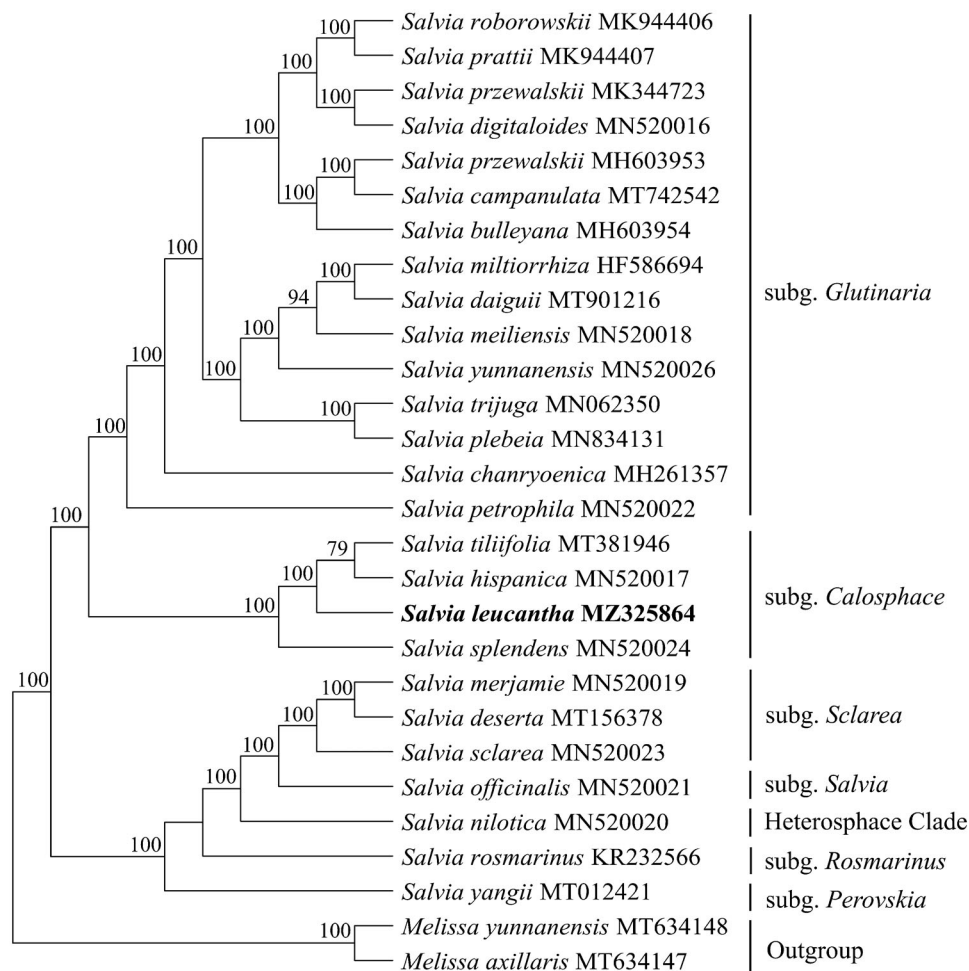 100
Salvia roborowskii MK944406
100
Salvia prattii MK944407
100
Salvia przewalskii MK344723
100
Salvia digitaloides MN520016
100
Salvia przewalskii MH603953
100
Salvia campanulata MT742542
100
Salvia bulleyana MH603954
100
Salvia miltiorrhiza HF586694
100
Salvia daiguii MT901216
94
Salvia meiliensis MN520018
100
Salvia yunnanensis MN520026
100
Salvia trijuga MN062350
100
Salvia plebeia MN834131
100
Salvia chanryoenica MH261357
100
Salvia petrophila MN520022
100
subg. Glutinaria
79
Salvia tiliifolia MT381946
100
Salvia hispanica MN520017
100
Salvia leucantha MZ325864
Salvia splendens MN520024
subg. Calosphace
100
100
100
Salvia merjamie MN520019
100
Salvia deserta MT156378
Salvia sclarea MN520023
subg. Sclarea
100
Salvia officinalis MN520021
subg. Salvia
100
Salvia nilotica MN520020
Heterosphace Clade
Salvia rosmarinus KR232566
subg. Rosmarinus
100
Salvia yangii MT012421
subg. Perovskia
100
Melissa yunnanensis MT634148
Melissa axillaris MT634147
Outgroup